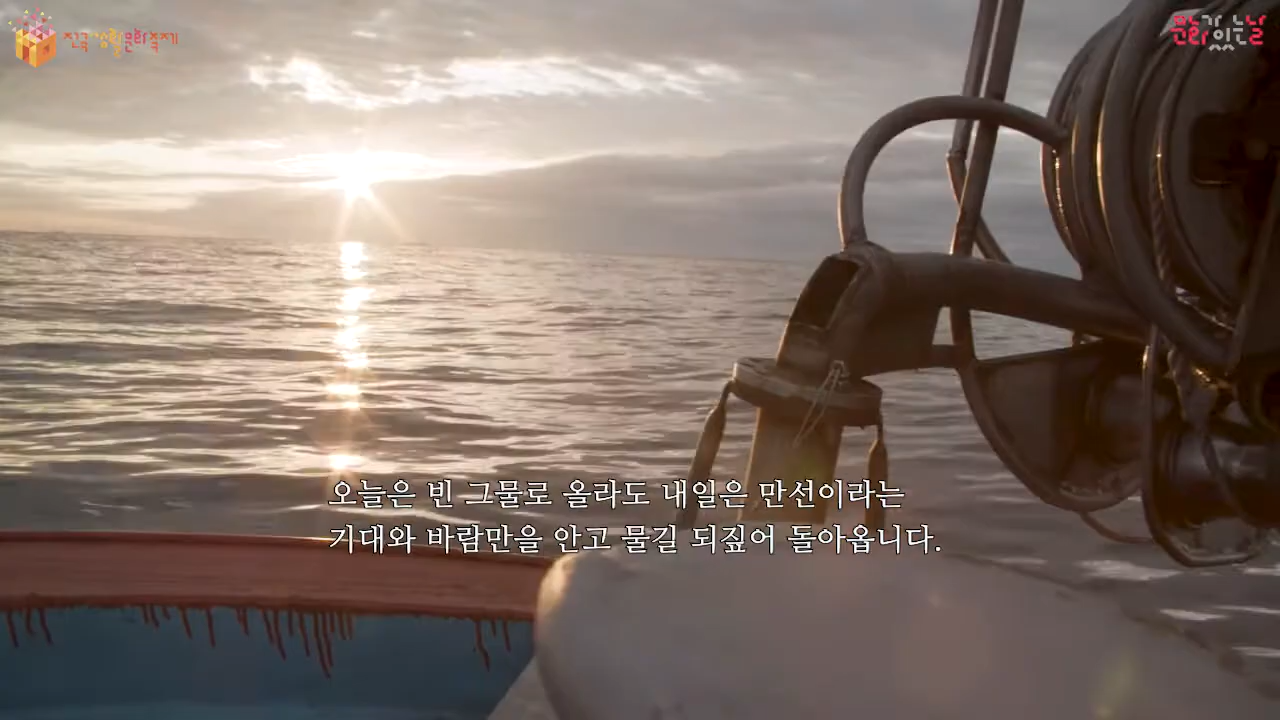 전국생활문화축제
문화가있는날
오늘은 빈 그물로 올라도 내일은 만선이라는
기대와 바람만을 안고 물길 되짚어 돌아옵니다.